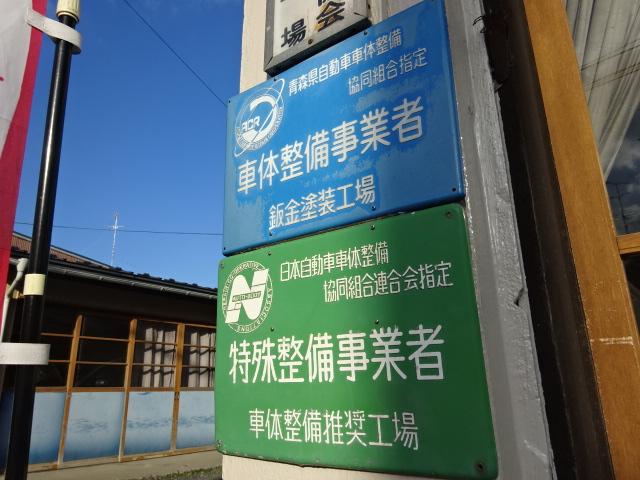 会
場
青森県自動車車体整備
協同組合指定
ACR
車体整備事業者
鈑金塗装工場
日本自動車車体整備
協同組合連合会指定
N
AUTO-BODY
特殊整備事業者
車体整備推奨工場